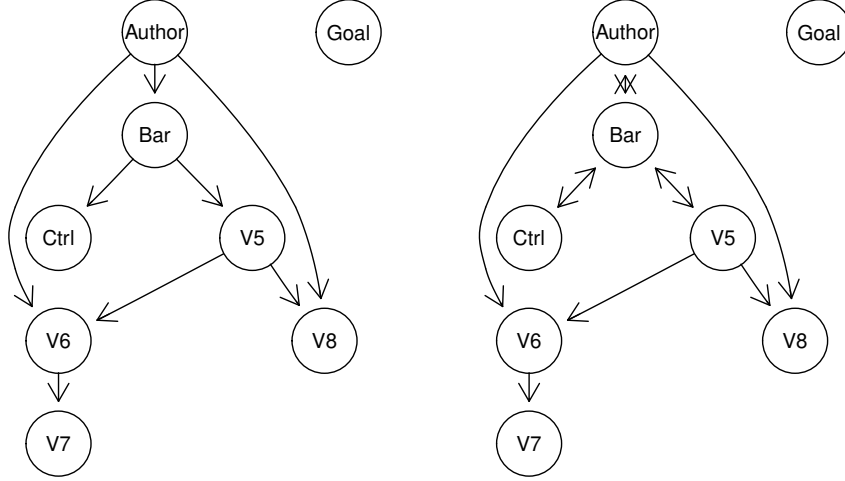 Author Goal Author Goal
Bar Bar
Ctrl V5 Ctrl V5
V6 V8 V6 V8
V7 V7